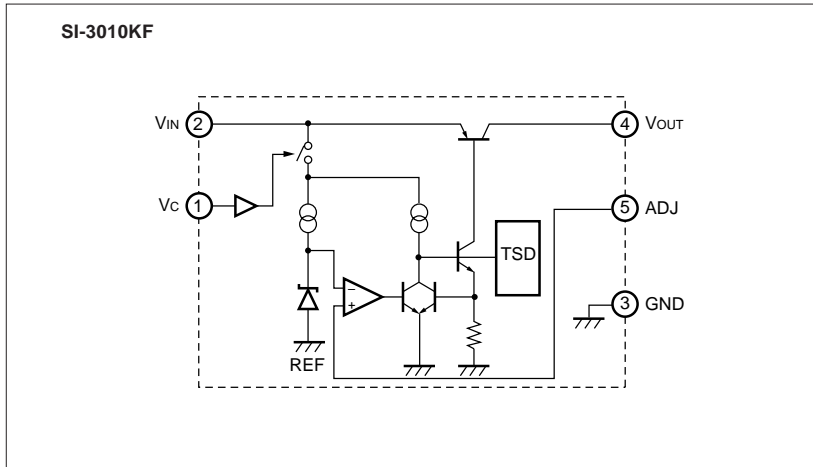 SI-3010KF
VIN 2
4 VOUT
VC 1
5 ADJ
TSD
−
+
3 GND
REF